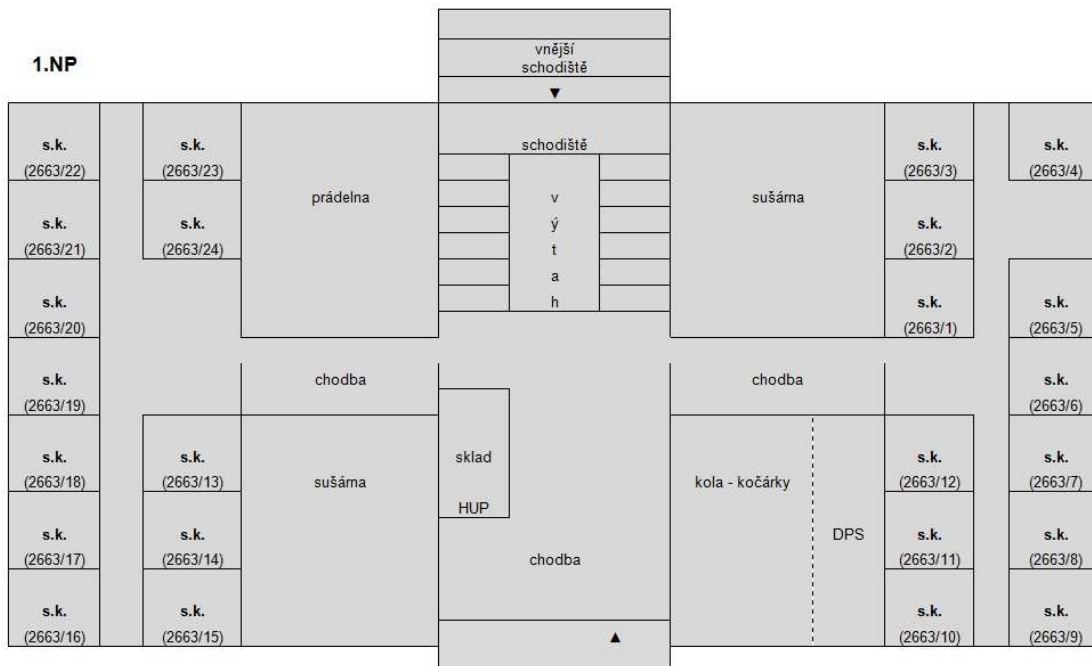 1.NP
vnější
schodiště
▼
s.k.
(2663/22)
s.k.
(2663/23)
schodiště
s.k.
(2663/3)
s.k.
(2663/4)
prádelna
v
ý
t
a
h
sušárna
s.k.
(2663/21)
s.k.
(2663/24)
s.k.
(2663/2)
s.k.
(2663/20)
s.k.
(2663/1)
s.k.
(2663/5)
s.k.
(2663/19)
chodba
chodba
s.k.
(2663/6)
s.k.
(2663/18)
s.k.
(2663/13)
sušárna
sklad
HUP
kola - kočárky
s.k.
(2663/12)
s.k.
(2663/7)
s.k.
(2663/17)
s.k.
(2663/14)
chodba
DPS
s.k.
(2663/11)
s.k.
(2663/8)
s.k.
(2663/16)
s.k.
(2663/15)
▲
s.k.
(2663/10)
s.k.
(2663/9)